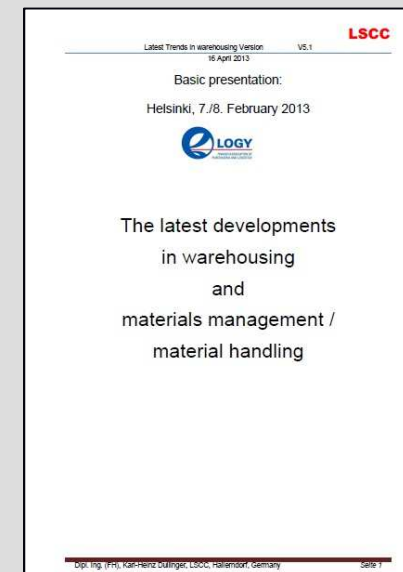 LSCC
Latest Trends in warehousing Version V5.1
16 April 2013
Basic presentation:
Helsinki, 7./8. February 2013
LOGY
The latest developments
in warehousing
and
materials management /
material handling
Dipl. Ing. (FH), Karl-Heinz Dullinger, LSCC, Hallerndorf, Germany Seite 1